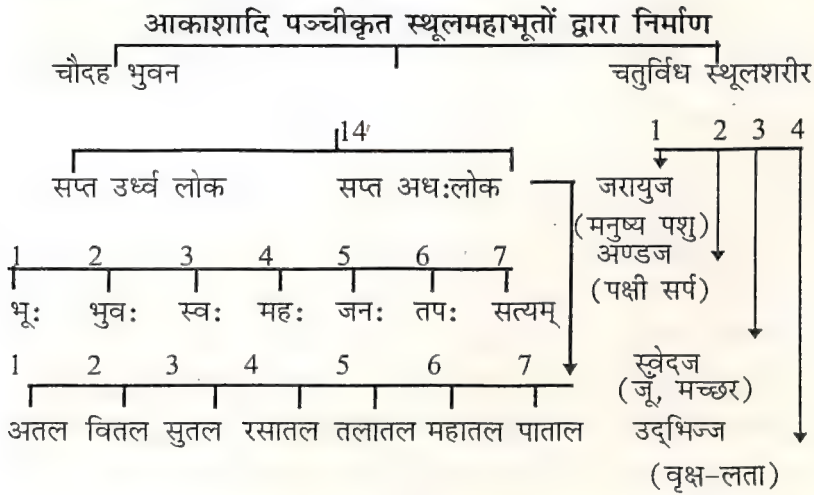 आकाशादि पञ्चीकृत स्थूलमहाभूतों द्वारा निर्माण
चौदह भुवन
चतुर्विध स्थूलशरीर
14
सप्त उर्ध्व लोक सप्त अध:लोक
1 2 3 4 5 6 7
भू: भुव: स्व: मह: जन: तप: सत्यम्
1 2 3 4 5 6 7
अतल वितल सुतल रसातल तलातल महातल पाताल
1 2 3 4
जरायुज
(मनुष्य पशु)
अण्डज
(पक्षी सर्प)
स्वेदज
(जूँ, मच्छर)
उद्भिज्ज
(वृक्ष-लता)